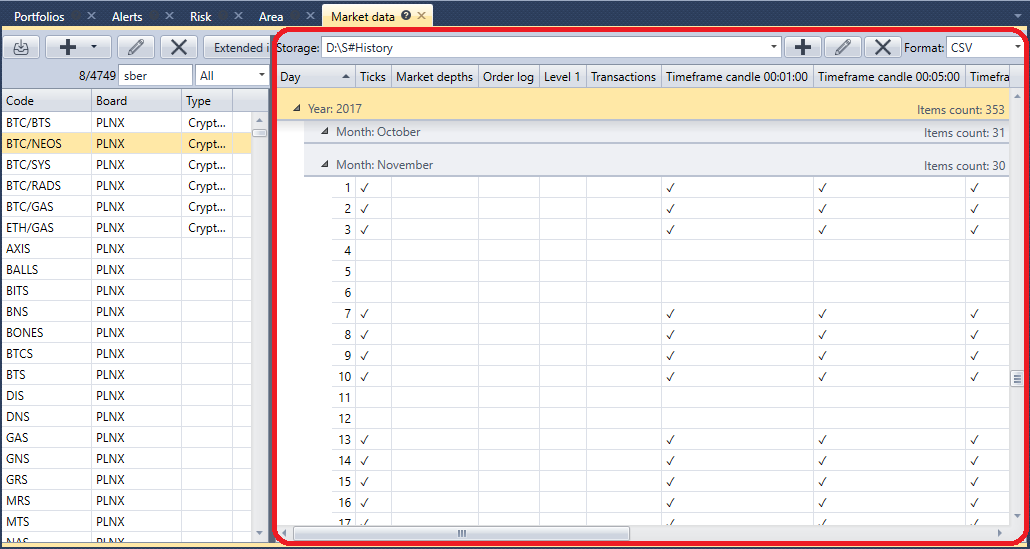 Portfolios Alerts Risk Area Market data
Extended i
Storage: D:\S#History Format: CSV
8/4749 sber All
Code Board Type
Day Ticks Market depths Order log Level 1 Transactions Timeframe candle 00:01:00 Timeframe candle 00:05:00 Timefra
Year: 2017 Items count: 353
BTC/BTS PLNX Crypt... Month: October Items count: 31
BTC/NEOS PLNX Crypt...
BTC/SYS PLNX Crypt... Month: November Items count: 30
BTC/RADS PLNX Crypt... 1 ✓ ✓ ✓ ✓
BTC/GAS PLNX Crypt... 2 ✓ ✓ ✓ ✓
ETH/GAS PLNX Crypt... 3 ✓ ✓ ✓ ✓
AXIS PLNX 4
BALLS PLNX 5
BITS PLNX 6
BNS PLNX 7 ✓ ✓ ✓ ✓
BONES PLNX 8 ✓ ✓ ✓ ✓
BTCS PLNX 9 ✓ ✓ ✓ ✓
BTS PLNX 10 ✓ ✓ ✓ ✓
DIS PLNX 11
DNS PLNX 12
GAS PLNX 13 ✓ ✓ ✓ ✓
GNS PLNX 14 ✓ ✓ ✓ ✓
GRS PLNX 15 ✓ ✓ ✓ ✓
MRS PLNX 16 ✓ ✓ ✓ ✓
MTS PLNX 17 ✓ ✓ ✓ ✓
NAS PLNX